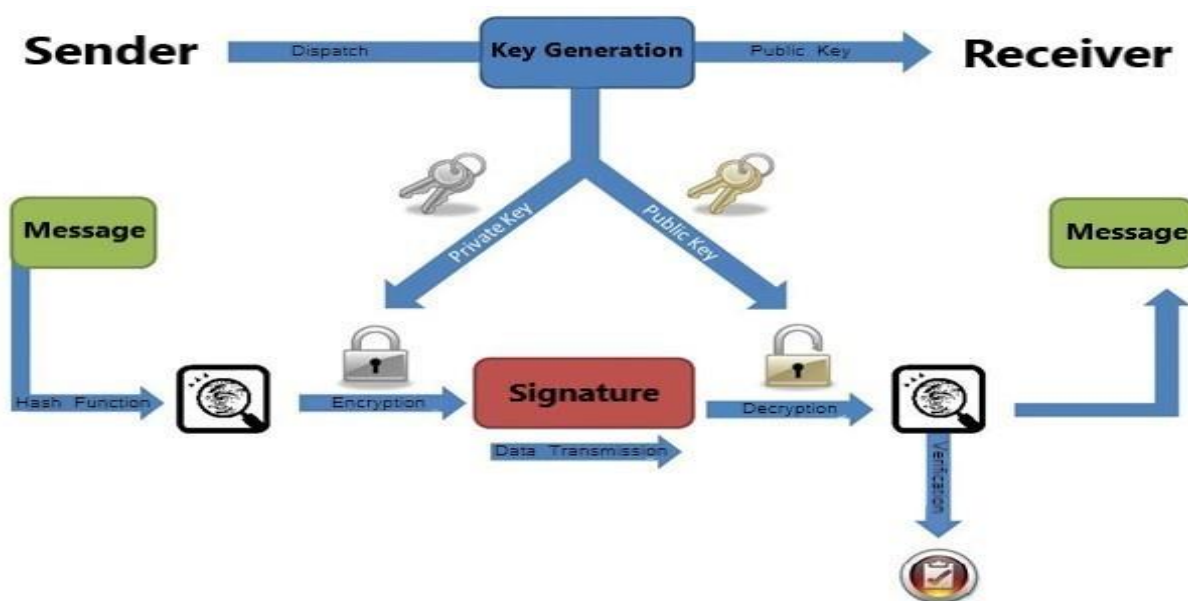 Sender
Dispatch
Key Generation
Public Key
Receiver
Message
Private Key
Public Key
Message
Hash Function
Encryption
Signature
Decryption
Data Transmission
Verification